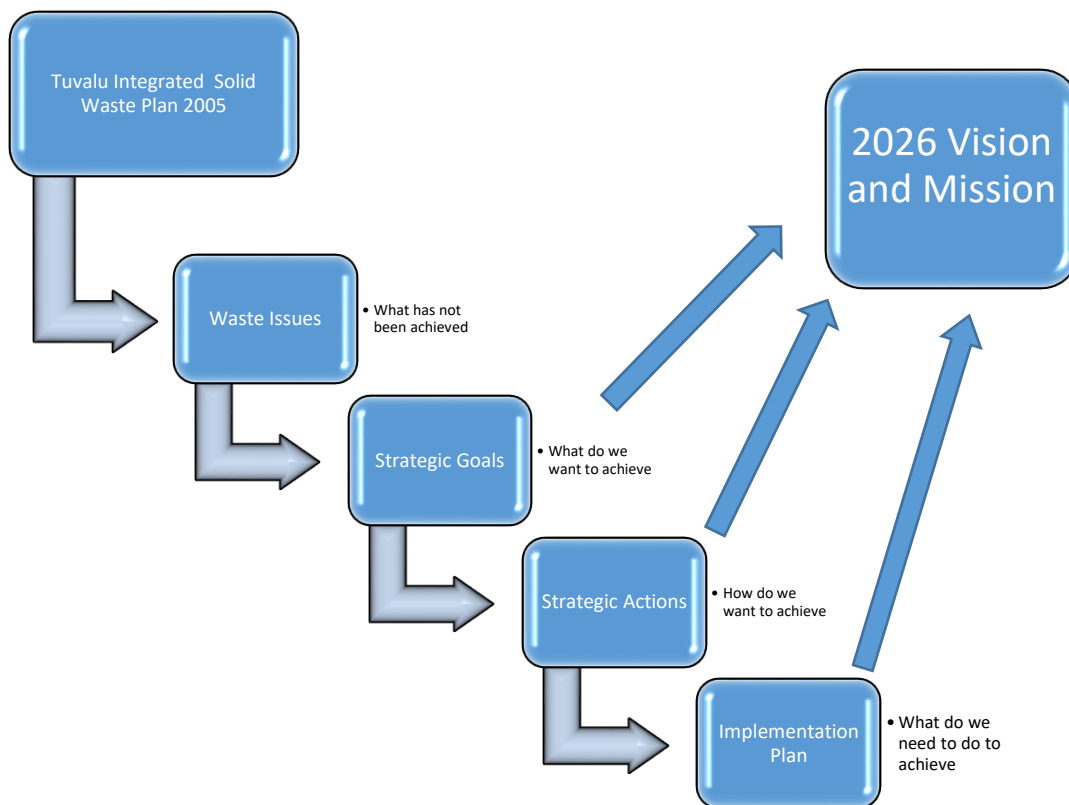 Tuvalu Integrated Solid
Waste Plan 2005
2026 Vision
and Mission
Waste Issues
• What has not
been achieved
Strategic Goals
• What do we
want to achieve
Strategic Actions
• How do we
want to achieve
Implementation
Plan
• What do we
need to do to
achieve